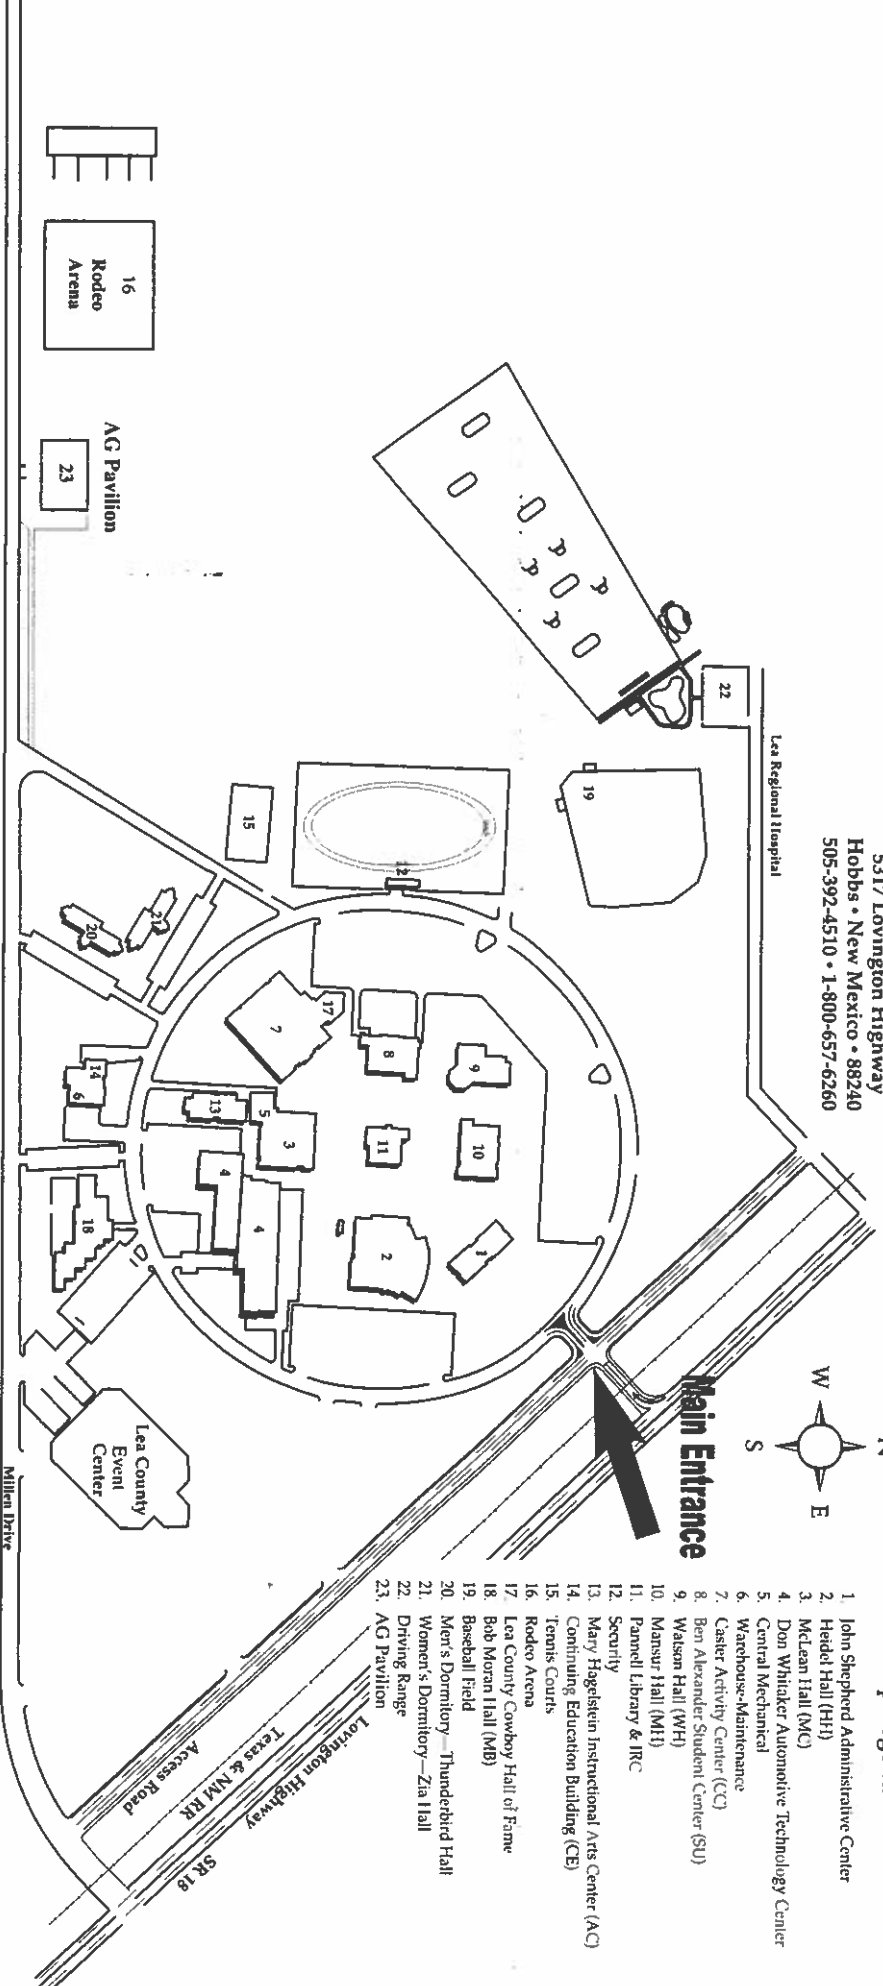 5317 Lovington Highway
Hobbs • New Mexico • 88240
505-392-4510 • 1-800-657-6260
Lea Regional Hospital
N
W
E
S
Main Entrance
16
Rodeo
Arena
AG Pavilion
23
22
19
15
12
21
20
17
7
8
9
14
6
13
5
3
11
10
4
4
2
1
18
Lea County
Event
Center
Millen Drive
Access Road
Texas & NM RR
Lovington Highway
SR 18
1. John Shepherd Administrative Center
2. Heidel Hall (HH)
3. McLean Hall (MC)
4. Don Whitaker Automotive Technology Center
5. Central Mechanical
6. Warehouse-Maintenance
7. Caster Activity Center (CC)
8. Ben Alexander Student Center (SU)
9. Watson Hall (WH)
10. Mansur Hall (MH)
11. Pannell Library & IRC
12. Security
13. Mary Hagelstein Instructional Arts Center (AC)
14. Continuing Education Building (CE)
15. Tennis Courts
16. Rodeo Arena
17. Lea County Cowboy Hall of Fame
18. Bob Moran Hall (MB)
19. Baseball Field
20. Men's Dormitory—Thunderbird Hall
21. Women's Dormitory—Zia Hall
22. Driving Range
23. AG Pavilion